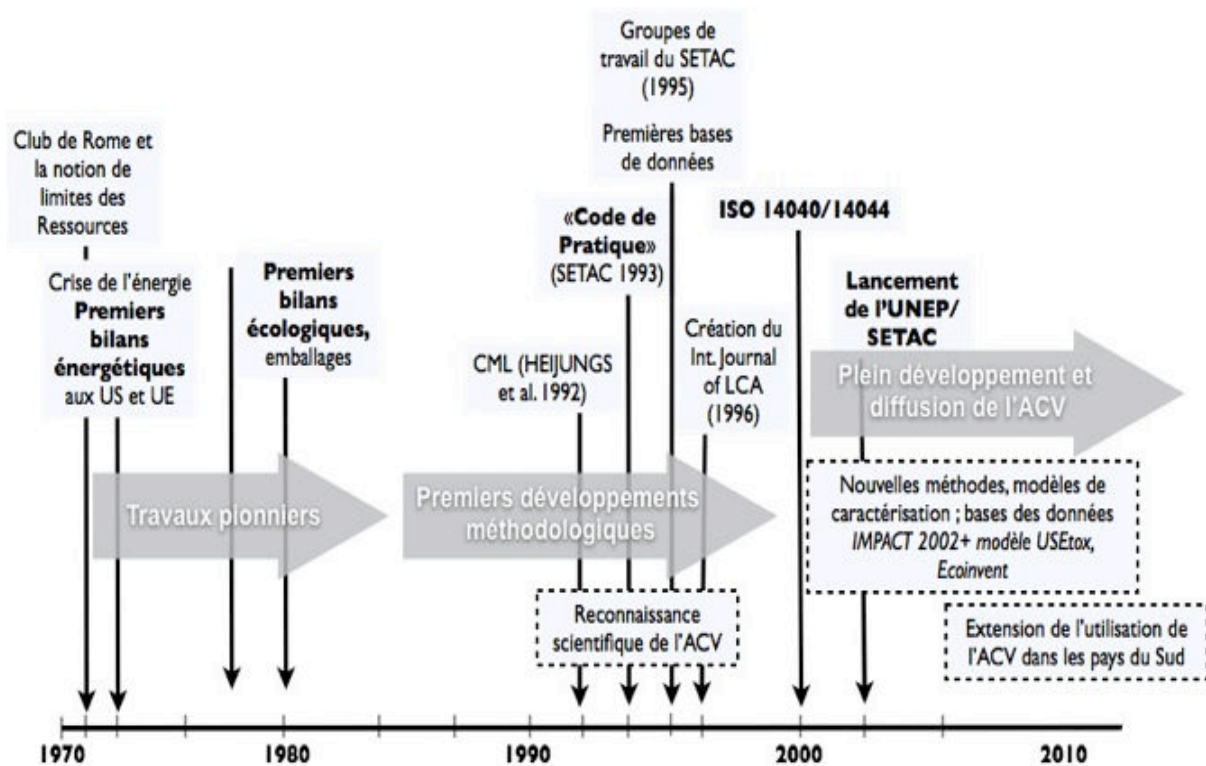 Groupes de
travail du SETAC
(1995)
Premières bases
de données
Club de Rome et
la notion de
limites des
Ressources
Crise de l'énergie
Premiers
bilans
énergétiques
aux US et UE
Premiers
bilans
écologiques,
emballages
«Code de
Pratique»
(SETAC 1993)
CML (HEIJUNGS
et al. 1992)
Création du
Int. Journal
of LCA
(1996)
ISO 14040/14044
Lancement
de l'UNEP/
SETAC
Travaux pionniers
Premiers développements
méthodologiques
Plein développement et
diffusion de l'ACV
Nouvelles méthodes, modèles de
caractérisation ; bases des données
IMPACT 2002+ modèle USEtox,
Ecoinvent
Reconnaissance
scientifique de l'ACV
Extension de l'utilisation de
l'ACV dans les pays du Sud
1970 1980 1990 2000 2010